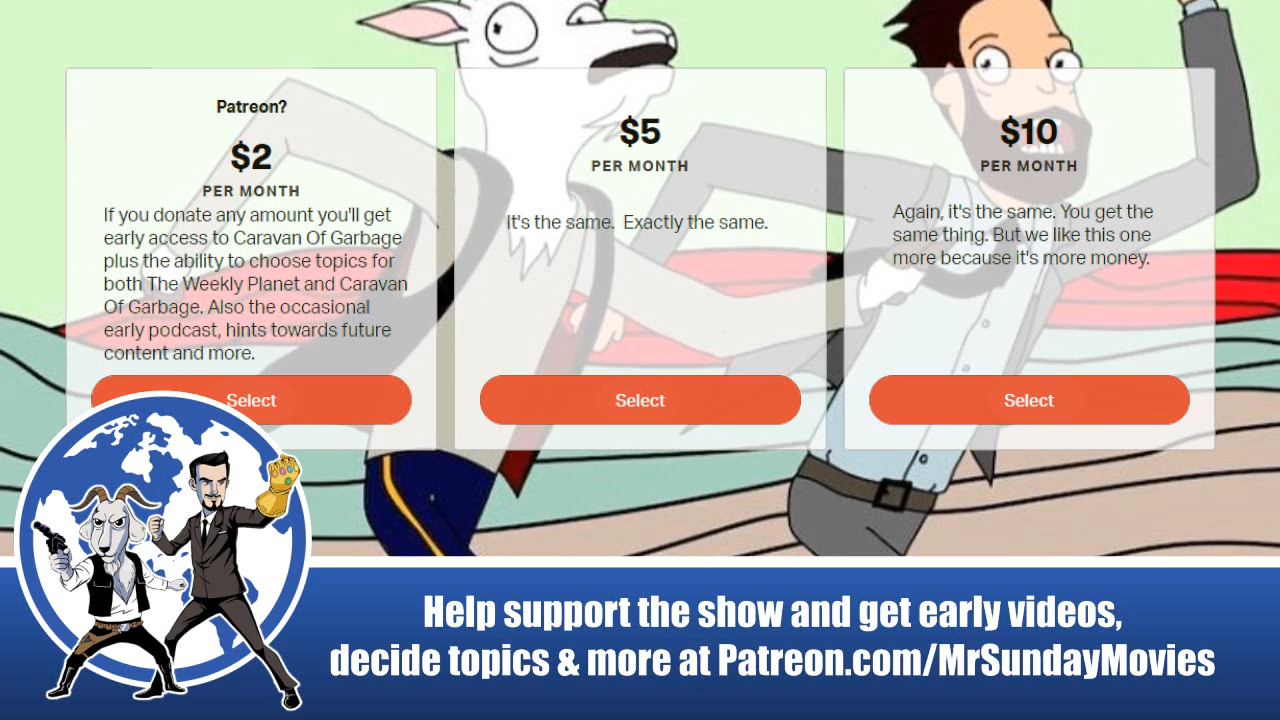 Patreon?
$2
PER MONTH
If you donate any amount you'll get
early access to Caravan Of Garbage
plus the ability to choose topics for
both The Weekly Planet and Caravan
Of Garbage. Also the occasional
early podcast, hints towards future
content and more.
Select
$5
PER MONTH
It's the same.  Exactly the same.
Select
$10
PER MONTH
Again, it's the same. You get the
same thing. But we like this one
more because it's more money.
Select
Help support the show and get early videos,
decide topics & more at Patreon.com/MrSundayMovies